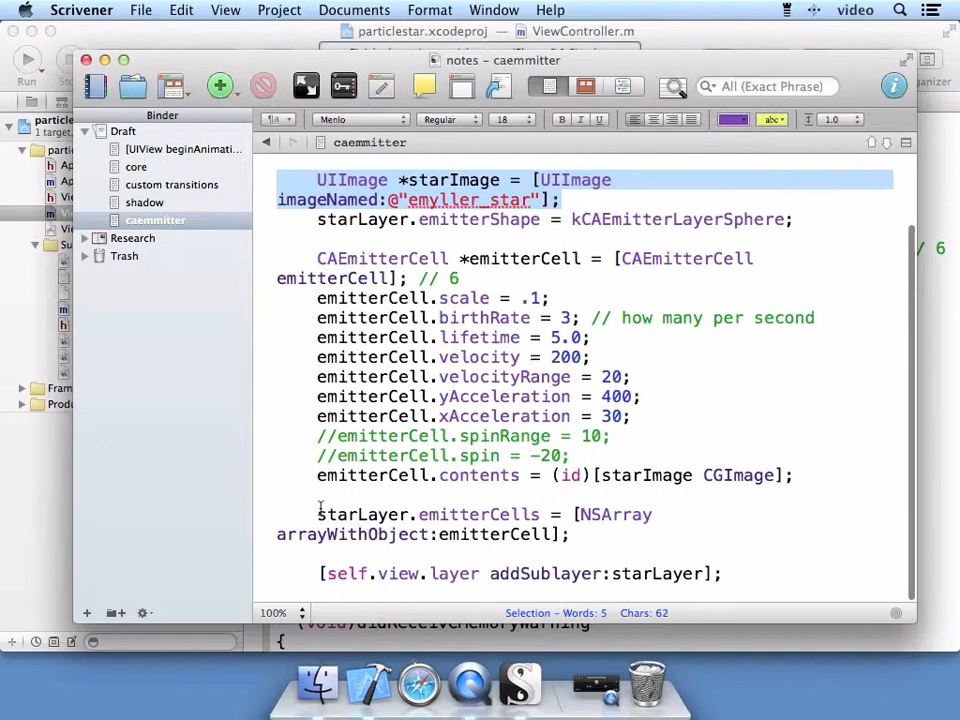 Scrivener File Edit View Project Documents Format Window Help video
particlestar.xcodeproj ViewController.m
notes - caemmitter
Run
All (Exact Phrase)
Binder
Menlo Regular 18 B I U abc 1.0
Draft
[UIView beginAnimati...
core
custom transitions
shadow
caemmitter
Research
Trash
caemmitter
UIImage *starImage = [UIImage
imageNamed:@"emyller_star"];
starLayer.emitterShape = kCAEmitterLayerSphere;
CAEmitterCell *emitterCell = [CAEmitterCell
emitterCell]; // 6
emitterCell.scale = .1;
emitterCell.birthRate = 3; // how many per second
emitterCell.lifetime = 5.0;
emitterCell.velocity = 200;
emitterCell.velocityRange = 20;
emitterCell.yAcceleration = 400;
emitterCell.xAcceleration = 30;
//emitterCell.spinRange = 10;
//emitterCell.spin = -20;
emitterCell.contents = (id)[starImage CGImage];
starLayer.emitterCells = [NSArray
arrayWithObject:emitterCell];
[self.view.layer addSublayer:starLayer];
100% Selection - Words: 5 Chars: 62
/ 6
{